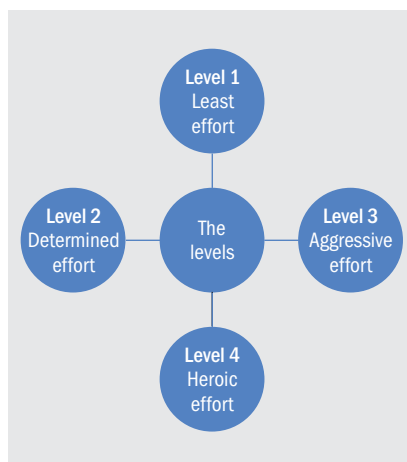 Level 1
Least
effort
Level 2
Determined
effort
The
levels
Level 3
Aggressive
effort
Level 4
Heroic
effort